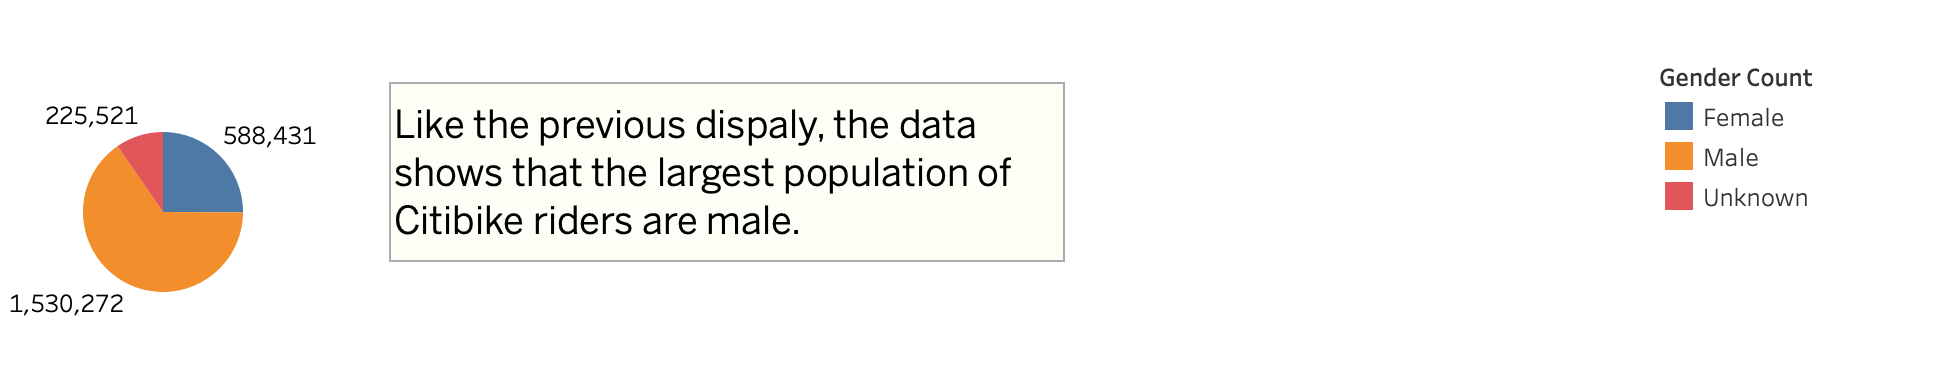 225,521
588,431
1,530,272
Like the previous dispaly, the data
shows that the largest population of
Citibike riders are male.
Gender Count
Female
Male
Unknown